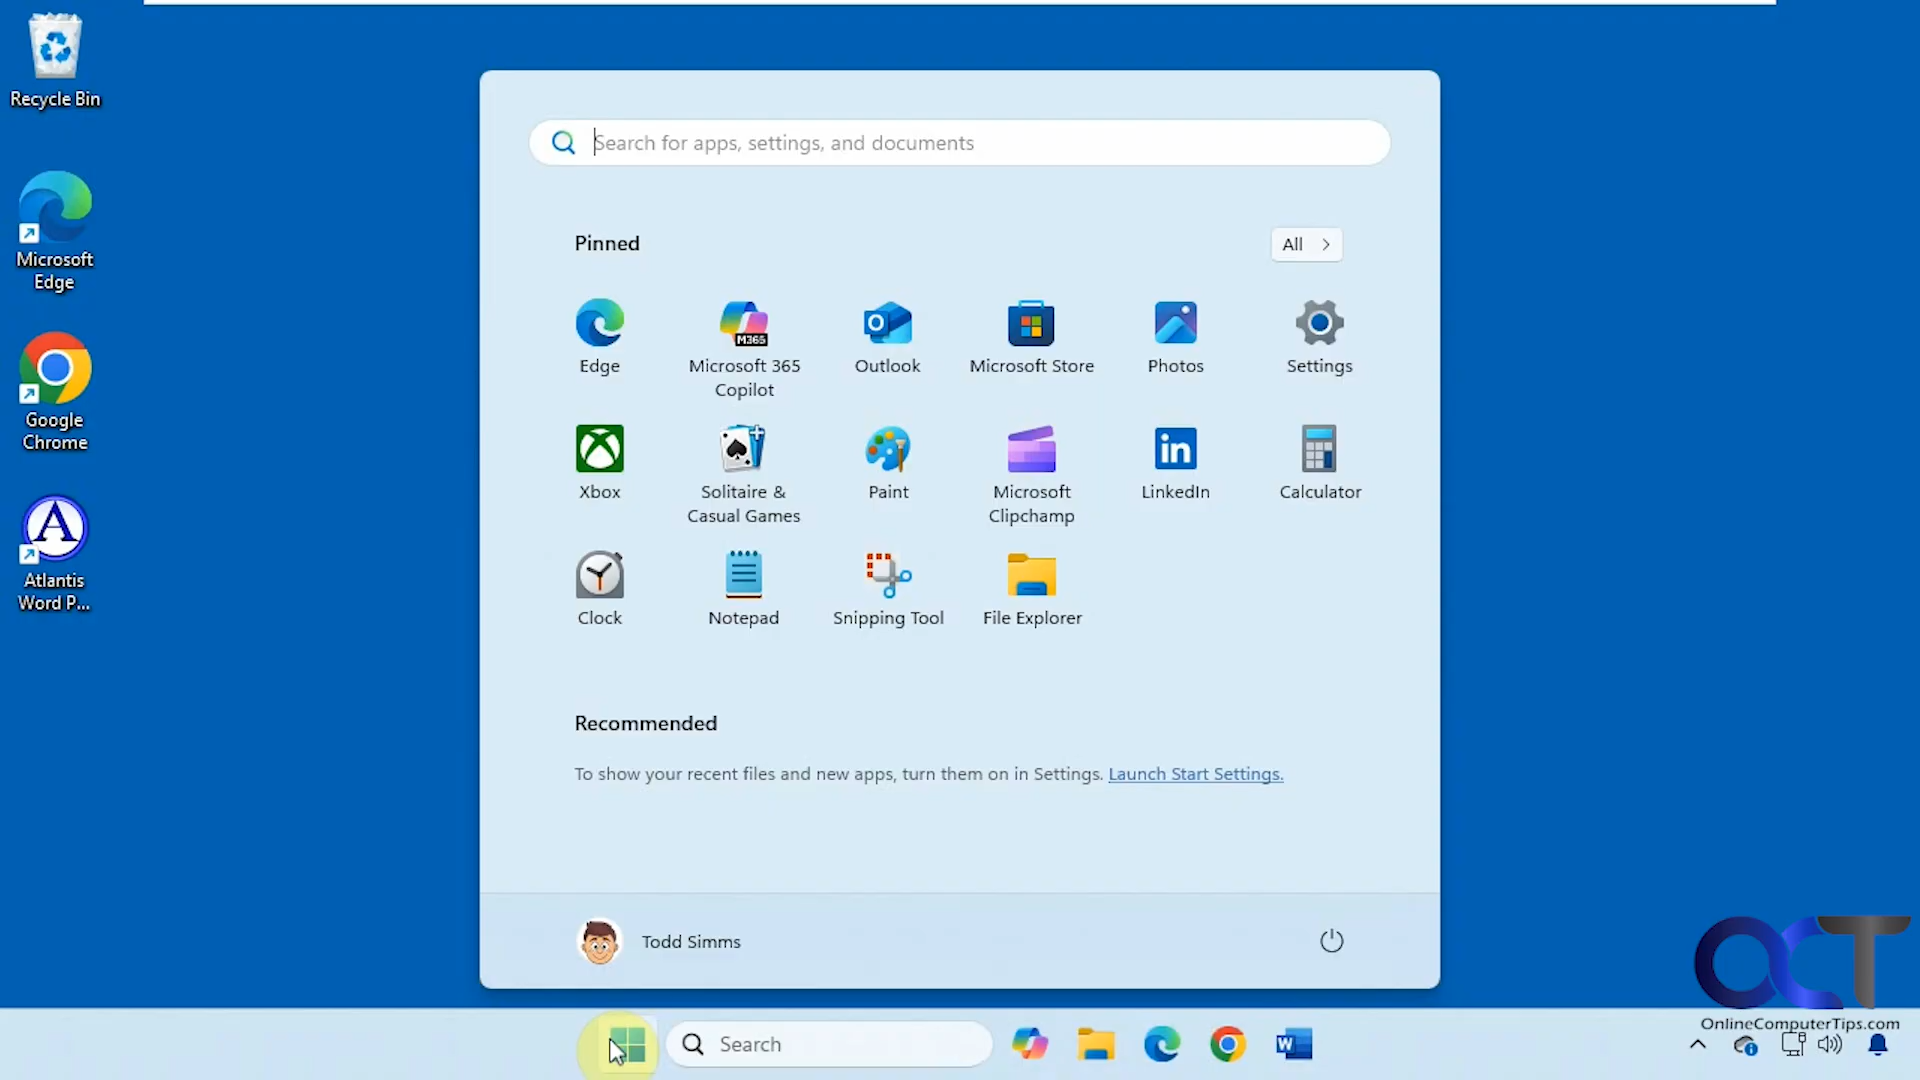 Recycle Bin
Microsoft
Edge
Google
Chrome
Atlantis
Word P...
Search for apps, settings, and documents
Pinned
All
Edge
Microsoft 365
Copilot
M365
Outlook
Microsoft Store
Photos
Settings
Xbox
Solitaire &
Casual Games
Paint
Microsoft
Clipchamp
LinkedIn
Calculator
Clock
Notepad
Snipping Tool
File Explorer
Recommended
To show your recent files and new apps, turn them on in Settings. Launch Start Settings.
Todd Simms
Search
OCT
OnlineComputerTips.com